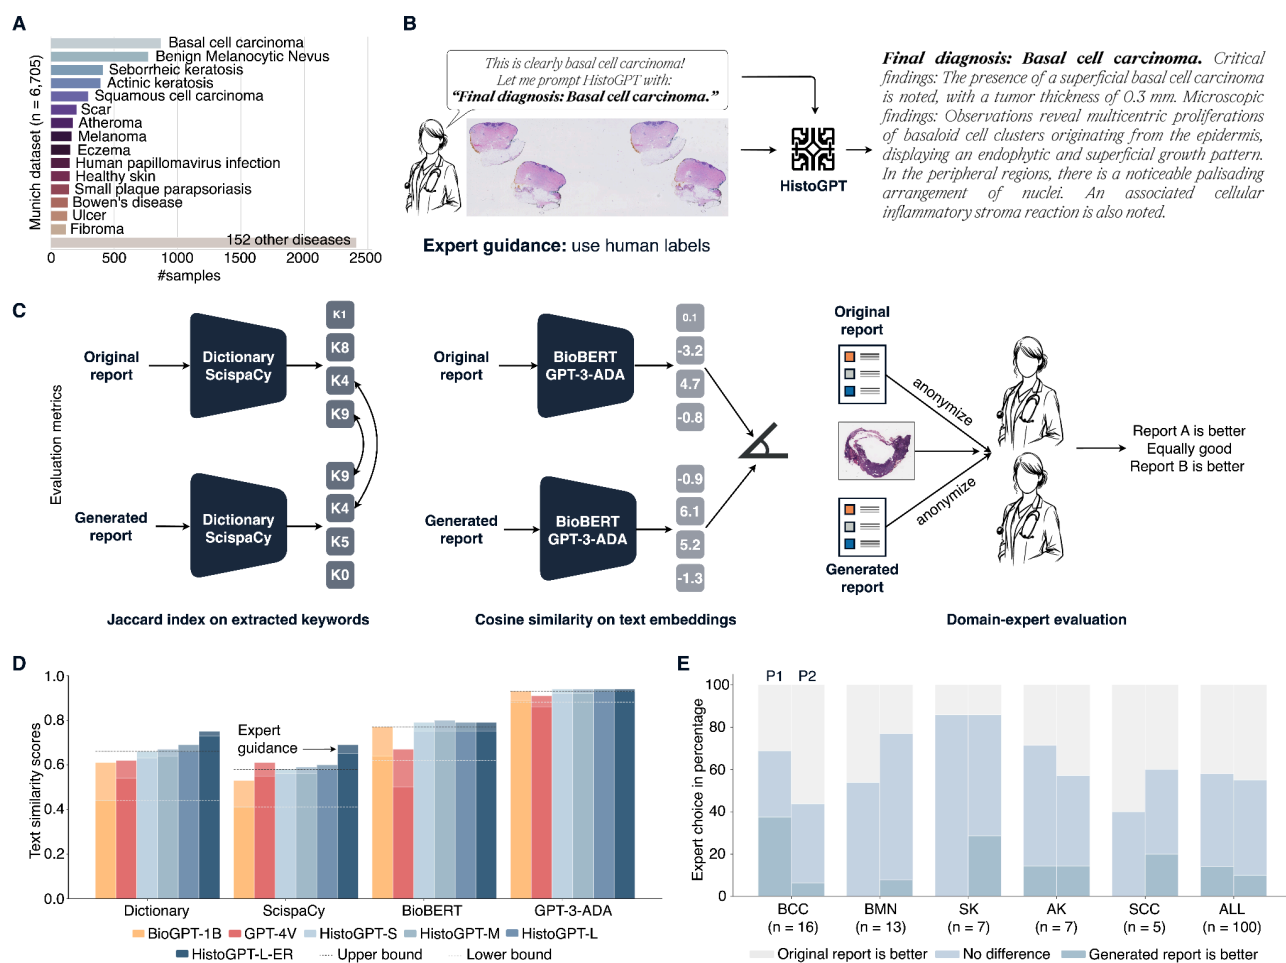 A
Munich dataset (n = 6,705)
Basal cell carcinoma
Benign Melanocytic Nevus
Seborrheic keratosis
Actinic keratosis
Squamous cell carcinoma
Scar
Atheroma
Melanoma
Eczema
Human papillomavirus infection
Healthy skin
Small plaque parapsoriasis
Bowen's disease
Ulcer
Fibroma
152 other diseases
0 500 1000 1500 2000 2500
#samples
B
This is clearly basal cell carcinoma!
Let me prompt HistoGPT with:
“Final diagnosis: Basal cell carcinoma.”
HistoGPT
Expert guidance: use human labels
Final diagnosis: Basal cell carcinoma. Critical
findings: The presence of a superficial basal cell carcinoma
is noted, with a tumor thickness of 0.3 mm. Microscopic
findings: Observations reveal multicentric proliferations
of basaloid cell clusters originating from the epidermis,
displaying an endophytic and superficial growth pattern.
In the peripheral regions, there is a noticeable palisading
arrangement of nuclei. An associated cellular
inflammatory stroma reaction is also noted.
C
Evaluation metrics
Original
report
Dictionary
ScispaCy
K1
K8
K4
K9
Generated
report
Dictionary
ScispaCy
K9
K4
K5
K0
Jaccard index on extracted keywords
Original
report
BioBERT
GPT-3-ADA
0.1
-3.2
4.7
-0.8
Generated
report
BioBERT
GPT-3-ADA
-0.9
6.1
5.2
-1.3
Cosine similarity on text embeddings
Original
report
anonymize
anonymize
Generated
report
Report A is better
Equally good
Report B is better
Domain-expert evaluation
D
Text similarity scores
1.0
0.8
0.6
0.4
0.2
0.0
Expert
guidance
Dictionary ScispaCy BioBERT GPT-3-ADA
BioGPT-1B GPT-4V HistoGPT-S HistoGPT-M HistoGPT-L
HistoGPT-L-ER Upper bound Lower bound
E
Expert choice in percentage
P1 P2
100
80
60
40
20
0
BCC BMN SK AK SCC ALL
(n = 16) (n = 13) (n = 7) (n = 7) (n = 5) (n = 100)
Original report is better No difference Generated report is better